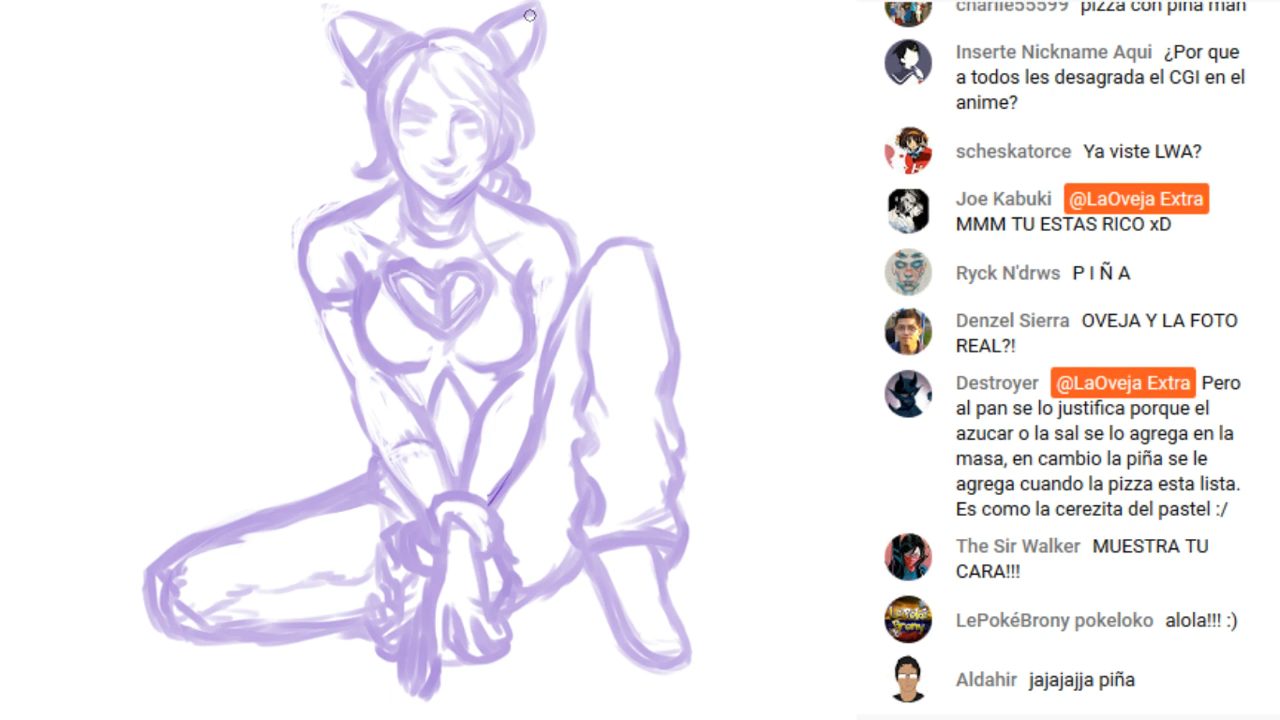 charlie55599 pizza con piña man
Inserte Nickname Aqui ¿Por que
a todos les desagrada el CGI en el
anime?
scheskatorce Ya viste LWA?
Joe Kabuki @LaOveja Extra
MMM TU ESTAS RICO xD
Ryck N'drws P I Ñ A
Denzel Sierra OVEJA Y LA FOTO
REAL?!
Destroyer @LaOveja Extra Pero
al pan se lo justifica porque el
azucar o la sal se lo agrega en la
masa, en cambio la piña se le
agrega cuando la pizza esta lista.
Es como la cerezita del pastel :/
The Sir Walker MUESTRA TU
CARA!!!
LePokéBrony pokeloko alola!!! :)
Aldahir jajajajja piña